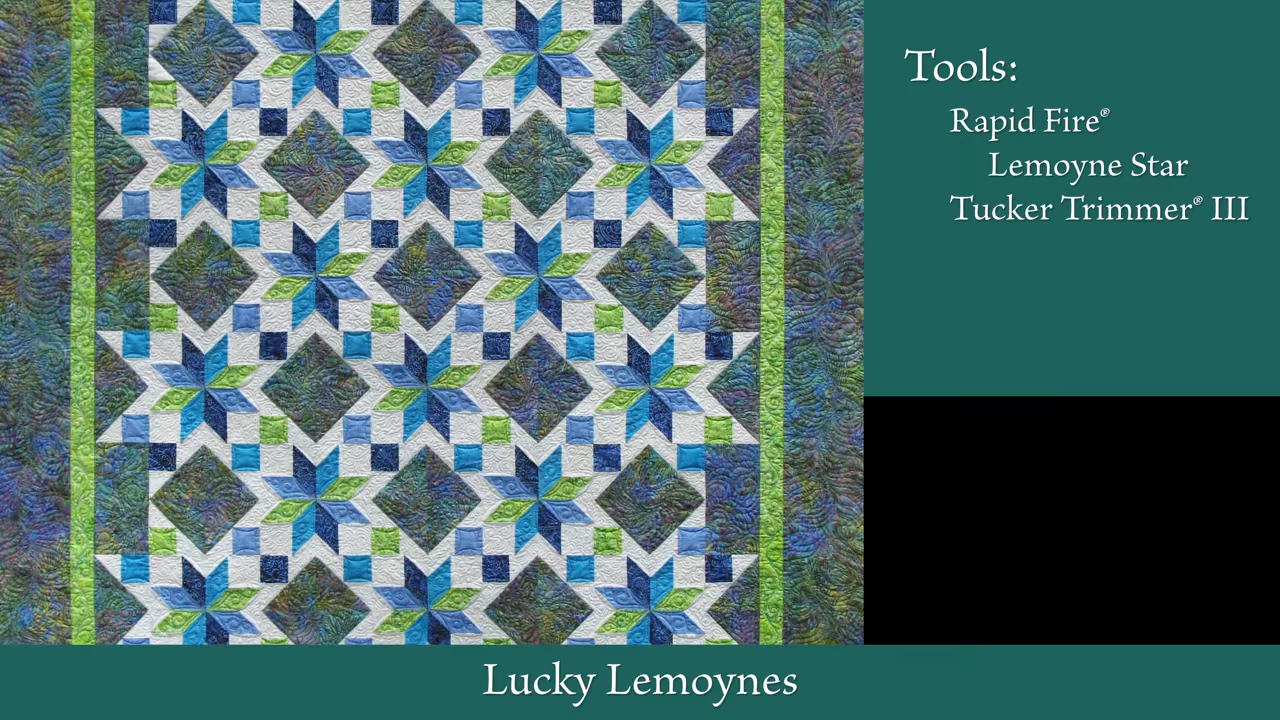 Tools:
Rapid Fire®
Lemoyne Star
Tucker Trimmer® III
Lucky Lemoynes